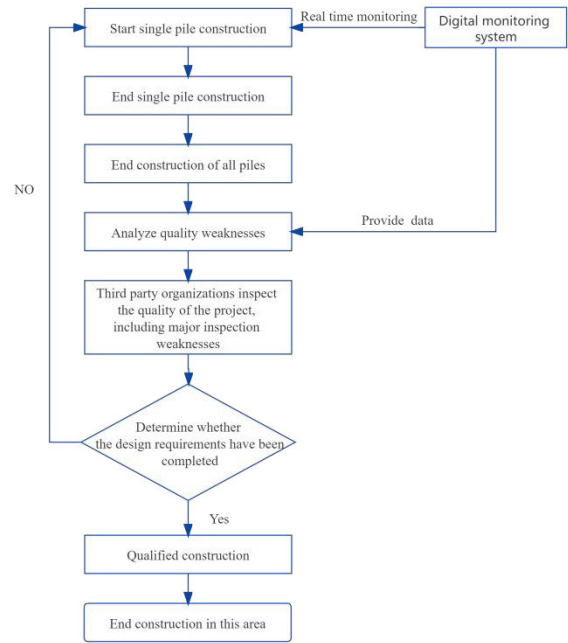 Start single pile construction
Real time monitoring
Digital monitoring
system
End single pile construction
End construction of all piles
NO
Analyze quality weaknesses
Provide data
Third party organizations inspect
the quality of the project,
including major inspection
weaknesses
Determine whether
the design requirements have been
completed
Yes
Qualified construction
End construction in this area